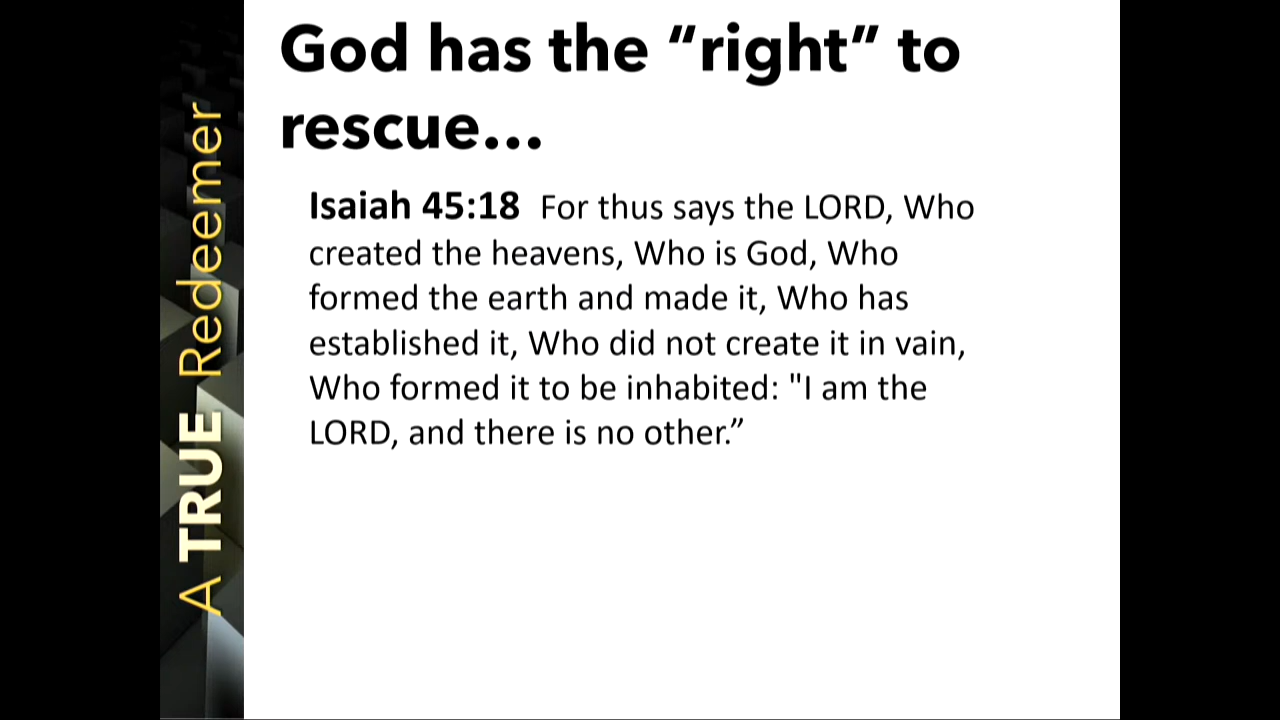 God has the “right” to
rescue...
Isaiah 45:18 For thus says the LORD, Who
created the heavens, Who is God, Who
formed the earth and made it, Who has
established it, Who did not create it in vain,
Who formed it to be inhabited: "I am the
LORD, and there is no other.”
A TRUE Redeemer